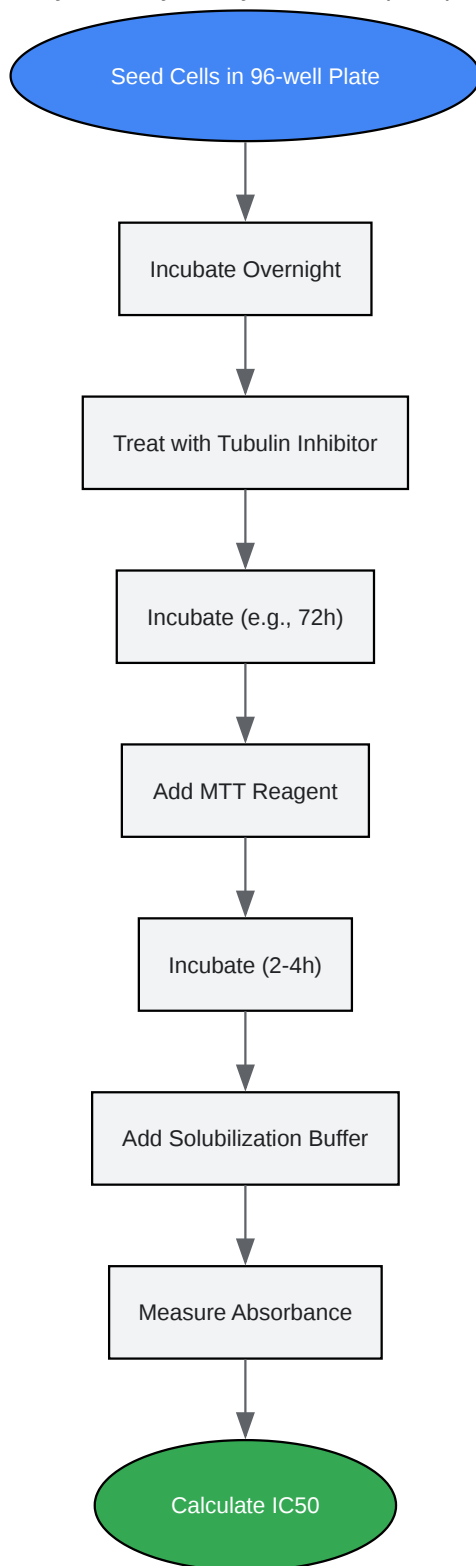 Seed Cells in 96-well Plate
Incubate Overnight
Treat with Tubulin Inhibitor
Incubate (e.g., 72h)
Add MTT Reagent
Incubate (2-4h)
Add Solubilization Buffer
Measure Absorbance
Calculate IC50